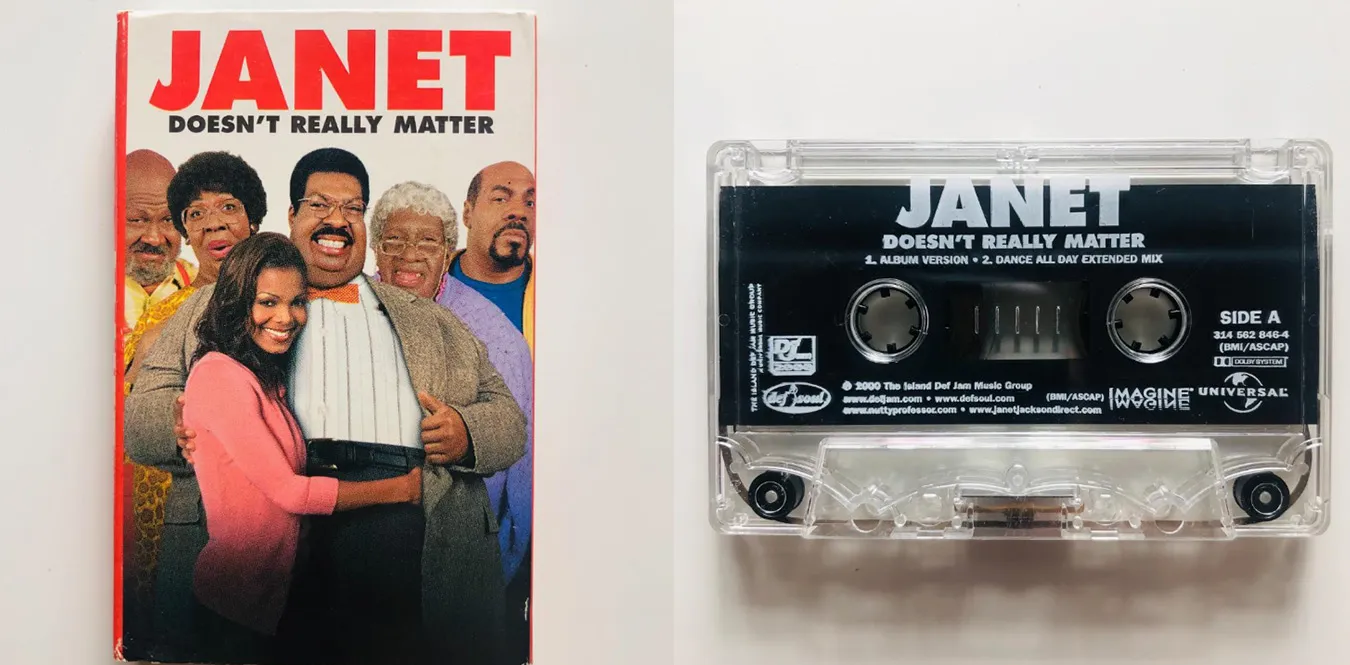 JANET
DOESN'T REALLY MATTER
JANET
DOESN'T REALLY MATTER
1. ALBUM VERSION • 2. DANCE ALL DAY EXTENDED MIX
THE ISLAND DEF JAM MUSIC GROUP
SIDE A
314 562 846-4
(BMI/ASCAP)
DOLBY SYSTEM
def soul
℗ 2000 The Island Def Jam Music Group
www.defjam.com • www.defsoul.com
www.nuttyprofessor.com • www.janetjacksondirect.com
(BMI/ASCAP)
IMAGINE
UNIVERSAL